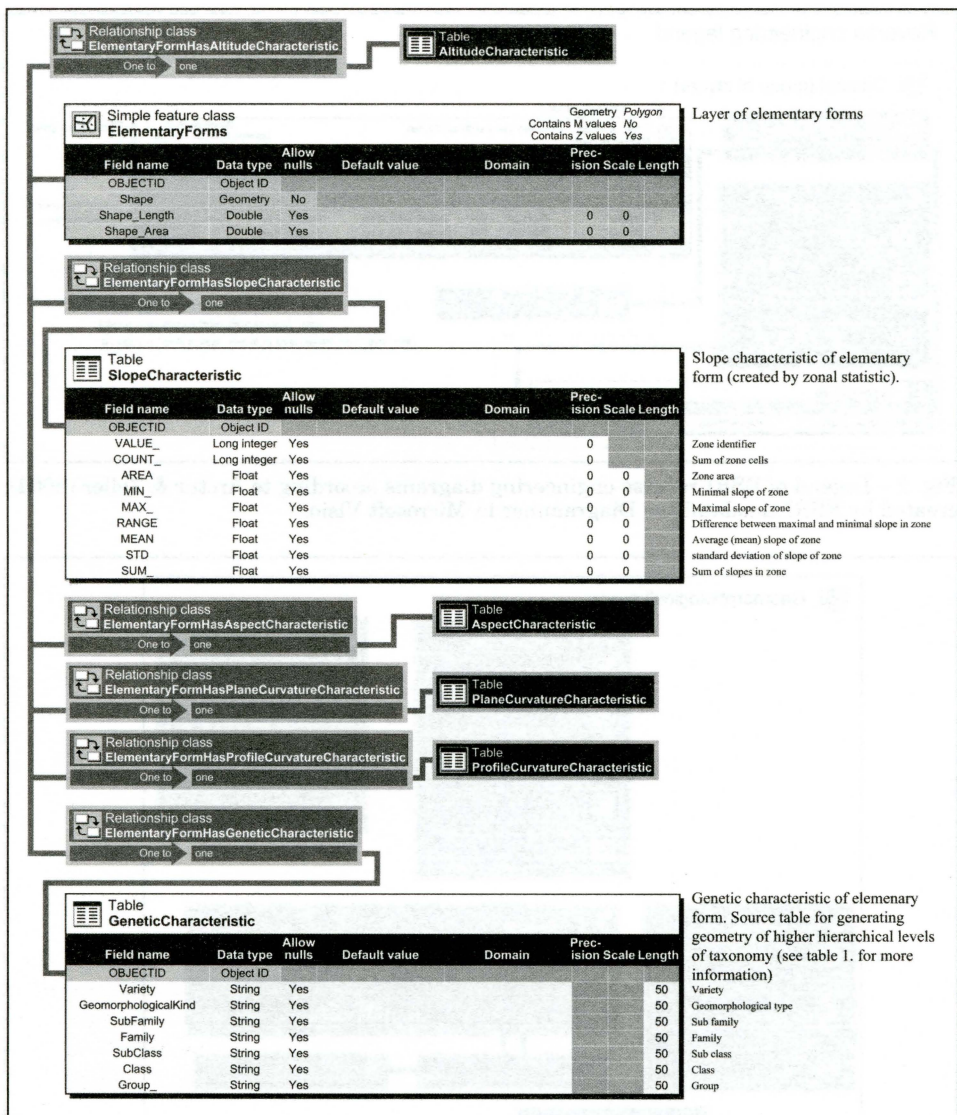 Relationship class
ElementaryFormHasAltitudeCharacteristic
One to one
Table
AltitudeCharacteristic
Simple feature class
ElementaryForms
Geometry Polygon
Contains M values No
Contains Z values Yes
Layer of elementary forms
Field name Data type Allow nulls Default value Domain Prec-ision Scale Length
OBJECTID Object ID
Shape Geometry No
Shape_Length Double Yes 0 0
Shape_Area Double Yes 0 0
Relationship class
ElementaryFormHasSlopeCharacteristic
One to one
Table
SlopeCharacteristic
Slope characteristic of elementary
form (created by zonal statistic).
Field name Data type Allow nulls Default value Domain Prec-ision Scale Length
OBJECTID Object ID
VALUE_ Long integer Yes 0 Zone identifier
COUNT_ Long integer Yes 0 Sum of zone cells
AREA Float Yes 0 0 Zone area
MIN_ Float Yes 0 0 Minimal slope of zone
MAX_ Float Yes 0 0 Maximal slope of zone
RANGE Float Yes 0 0 Difference between maximal and minimal slope in zone
MEAN Float Yes 0 0 Average (mean) slope of zone
STD Float Yes 0 0 standard deviation of slope of zone
SUM_ Float Yes 0 0 Sum of slopes in zone
Relationship class
ElementaryFormHasAspectCharacteristic
One to one
Table
AspectCharacteristic
Relationship class
ElementaryFormHasPlaneCurvatureCharacteristic
One to one
Table
PlaneCurvatureCharacteristic
Relationship class
ElementaryFormHasProfileCurvatureCharacteristic
One to one
Table
ProfileCurvatureCharacteristic
Relationship class
ElementaryFormHasGeneticCharacteristic
One to one
Table
GeneticCharacteristic
Genetic characteristic of elemenary
form. Source table for generating
geometry of higher hierarchical levels
of taxonomy (see table 1. for more
information)
Field name Data type Allow nulls Default value Domain Prec-ision Scale Length
OBJECTID Object ID
Variety String Yes 50 Variety
GeomorphologicalKind String Yes 50 Geomorphological type
SubFamily String Yes 50 Sub family
Family String Yes 50 Family
SubClass String Yes 50 Sub class
Class String Yes 50 Class
Group_ String Yes 50 Group